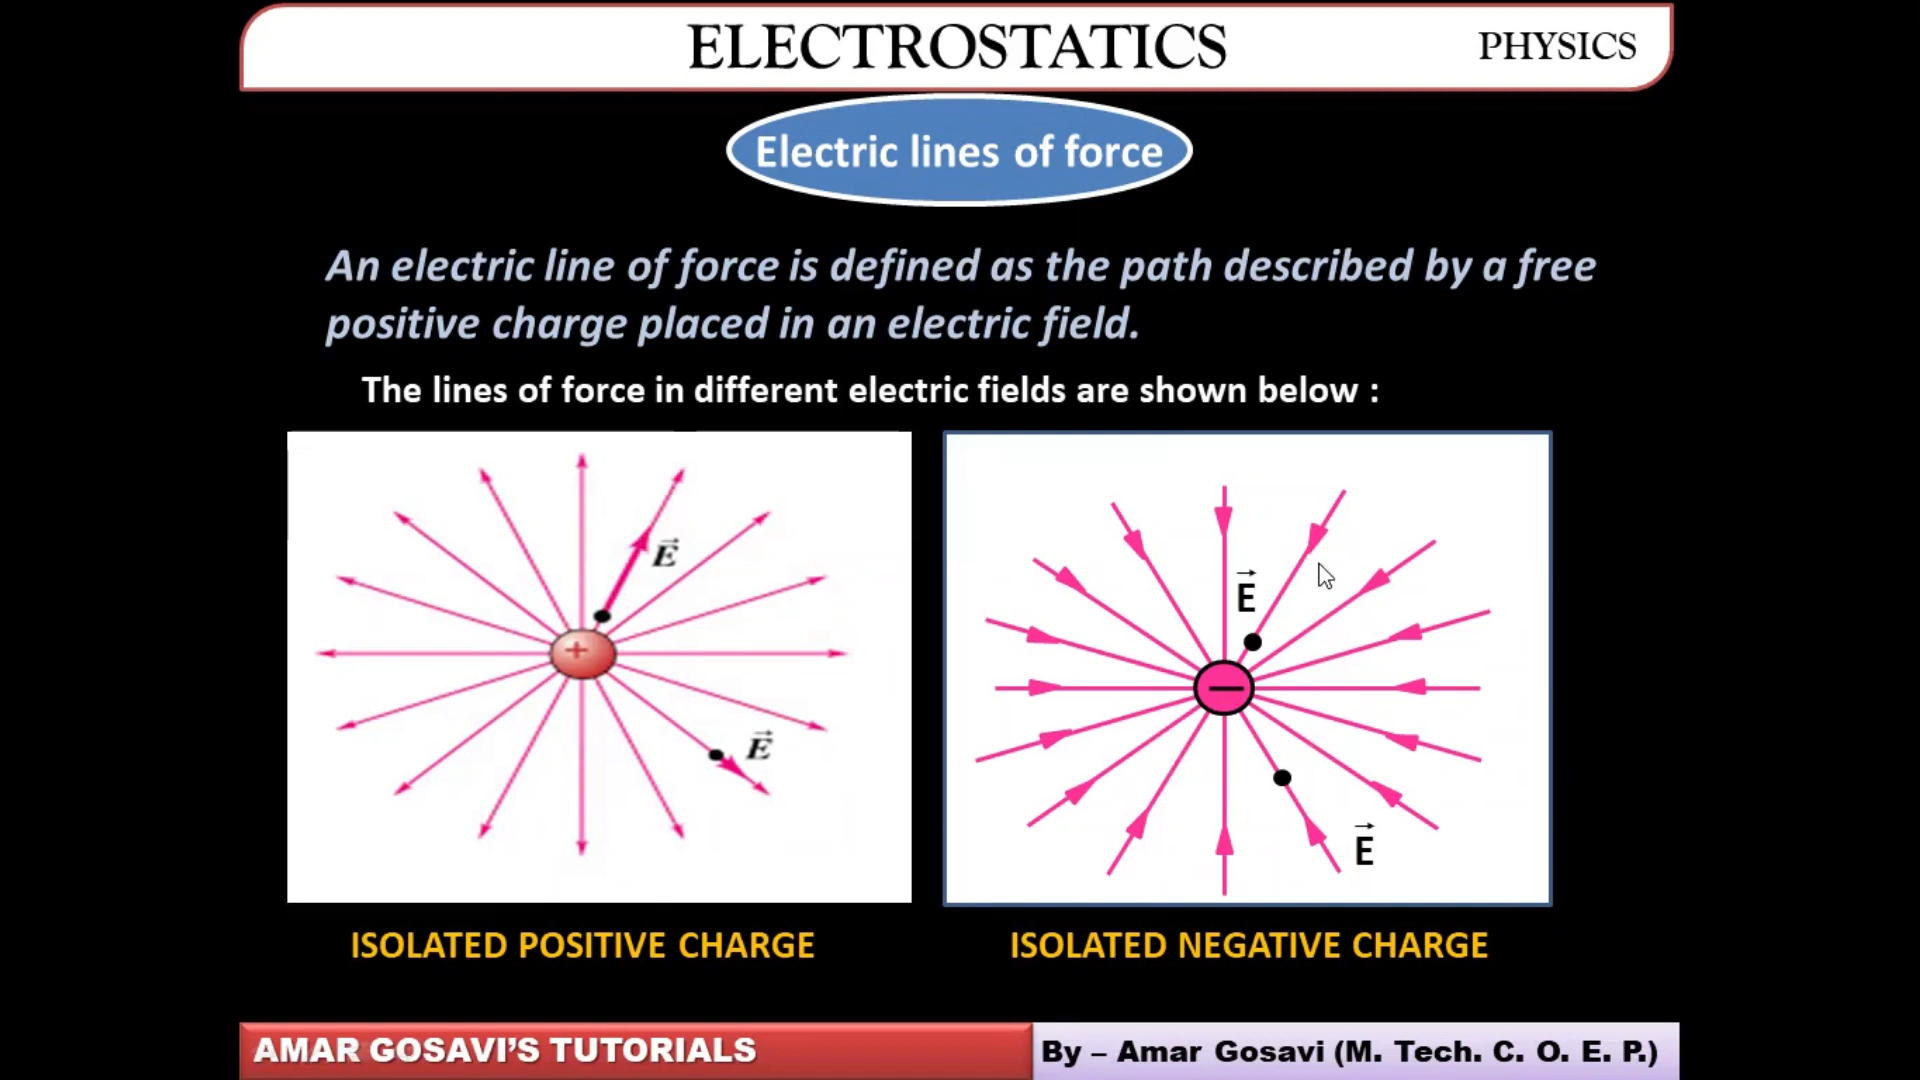 ELECTROSTATICS
PHYSICS
Electric lines of force
An electric line of force is defined as the path described by a free
positive charge placed in an electric field.
The lines of force in different electric fields are shown below :
E
+
E
E
—
E
ISOLATED POSITIVE CHARGE
ISOLATED NEGATIVE CHARGE
AMAR GOSAVI'S TUTORIALS
By – Amar Gosavi (M. Tech. C. O. E. P.)